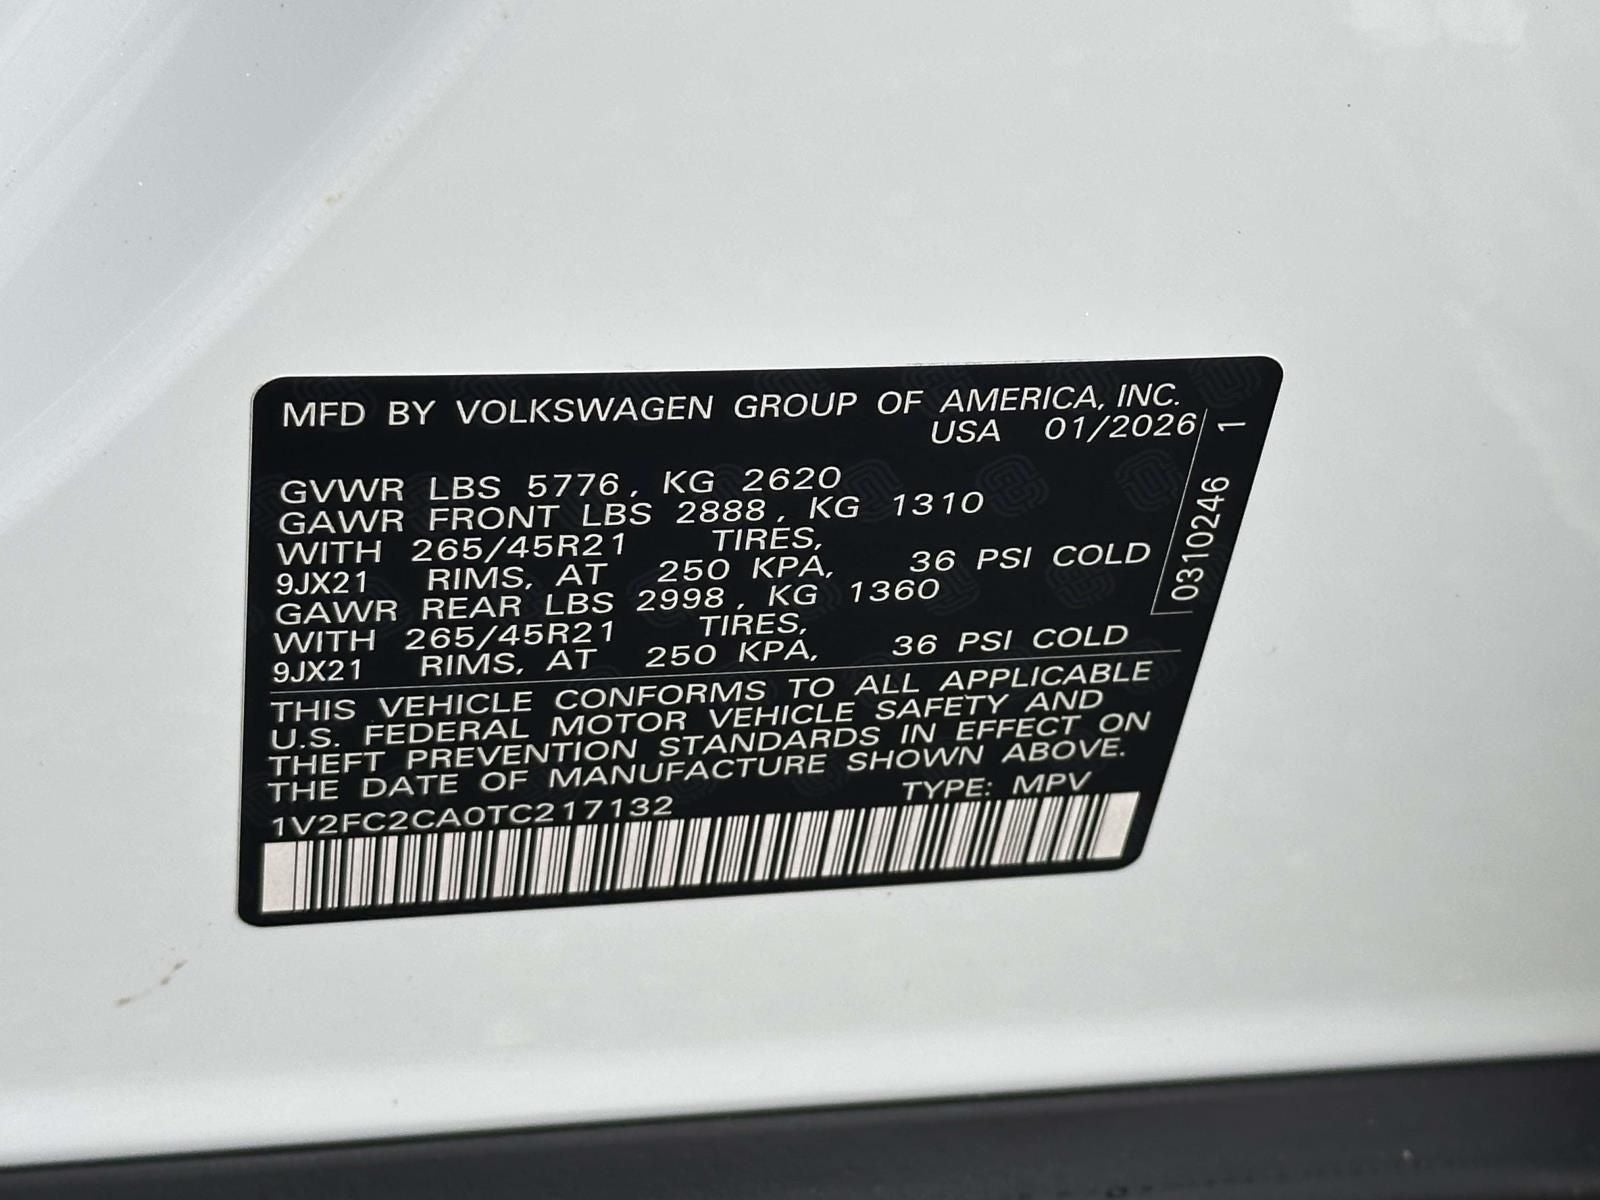 MFD BY VOLKSWAGEN GROUP OF AMERICA, INC.
USA 01/2026
GVWR LBS 5776, KG 2620
GAWR FRONT LBS 2888, KG 1310
WITH 265/45R21 TIRES,
9JX21 RIMS, AT 250 KPA, 36 PSI COLD
GAWR REAR LBS 2998, KG 1360
WITH 265/45R21 TIRES,
9JX21 RIMS, AT 250 KPA, 36 PSI COLD
THIS VEHICLE CONFORMS TO ALL APPLICABLE
U.S. FEDERAL MOTOR VEHICLE SAFETY AND
THEFT PREVENTION STANDARDS IN EFFECT ON
THE DATE OF MANUFACTURE SHOWN ABOVE.
1V2FC2CA0TC217132 TYPE: MPV
0310246 1